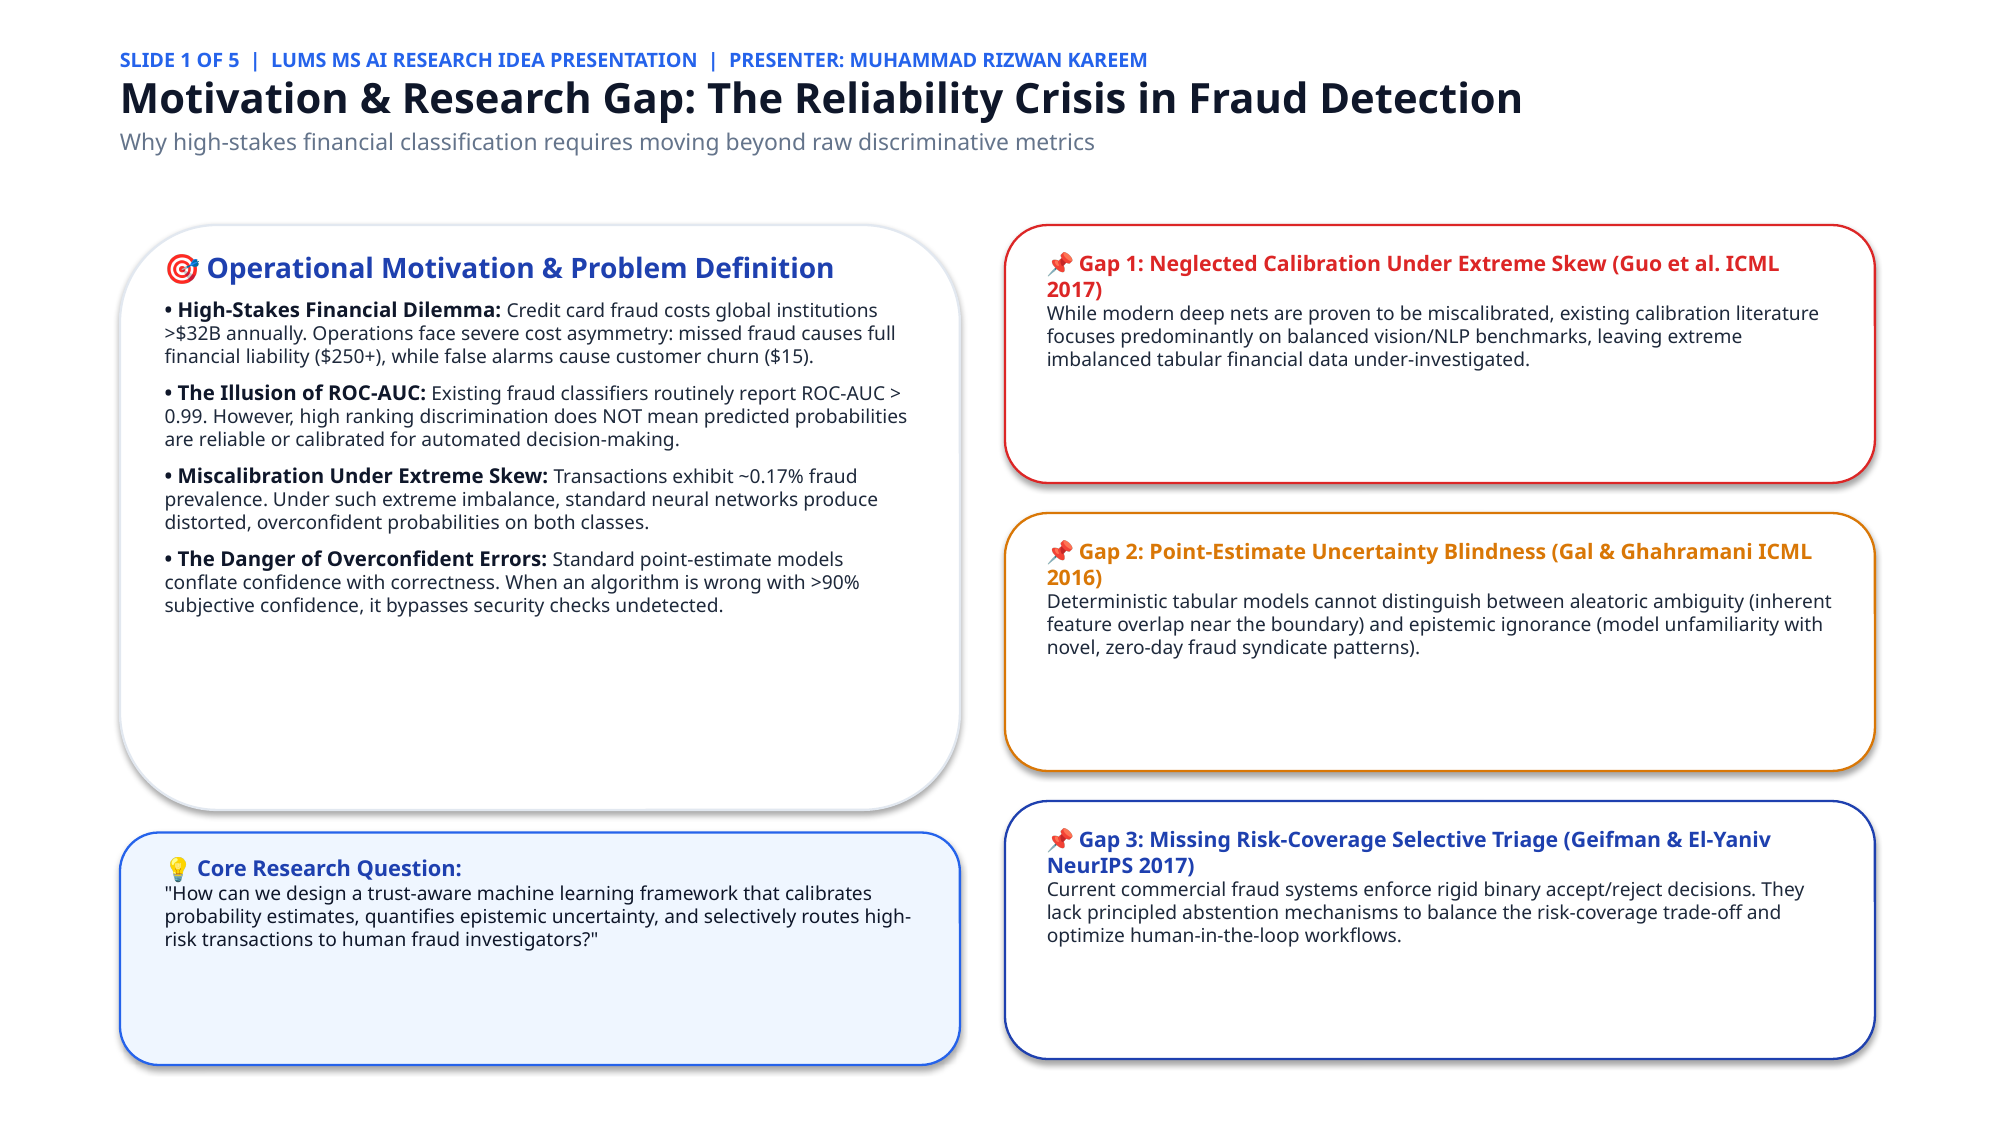 SLIDE 1 OF 5 | LUMS MS AI RESEARCH IDEA PRESENTATION | PRESENTER: MUHAMMAD RIZWAN KAREEM
Motivation & Research Gap: The Reliability Crisis in Fraud Detection
Why high-stakes financial classification requires moving beyond raw discriminative metrics
🎯 Operational Motivation & Problem Definition
• High-Stakes Financial Dilemma: Credit card fraud costs global institutions
>$32B annually. Operations face severe cost asymmetry: missed fraud causes full
financial liability ($250+), while false alarms cause customer churn ($15).
• The Illusion of ROC-AUC: Existing fraud classifiers routinely report ROC-AUC >
0.99. However, high ranking discrimination does NOT mean predicted probabilities
are reliable or calibrated for automated decision-making.
• Miscalibration Under Extreme Skew: Transactions exhibit ~0.17% fraud
prevalence. Under such extreme imbalance, standard neural networks produce
distorted, overconfident probabilities on both classes.
• The Danger of Overconfident Errors: Standard point-estimate models
conflate confidence with correctness. When an algorithm is wrong with >90%
subjective confidence, it bypasses security checks undetected.
💡 Core Research Question:
"How can we design a trust-aware machine learning framework that calibrates
probability estimates, quantifies epistemic uncertainty, and selectively routes high-
risk transactions to human fraud investigators?"
📌 Gap 1: Neglected Calibration Under Extreme Skew (Guo et al. ICML
2017)
While modern deep nets are proven to be miscalibrated, existing calibration literature
focuses predominantly on balanced vision/NLP benchmarks, leaving extreme
imbalanced tabular financial data under-investigated.
📌 Gap 2: Point-Estimate Uncertainty Blindness (Gal & Ghahramani ICML
2016)
Deterministic tabular models cannot distinguish between aleatoric ambiguity (inherent
feature overlap near the boundary) and epistemic ignorance (model unfamiliarity with
novel, zero-day fraud syndicate patterns).
📌 Gap 3: Missing Risk-Coverage Selective Triage (Geifman & El-Yaniv
NeurIPS 2017)
Current commercial fraud systems enforce rigid binary accept/reject decisions. They
lack principled abstention mechanisms to balance the risk-coverage trade-off and
optimize human-in-the-loop workflows.